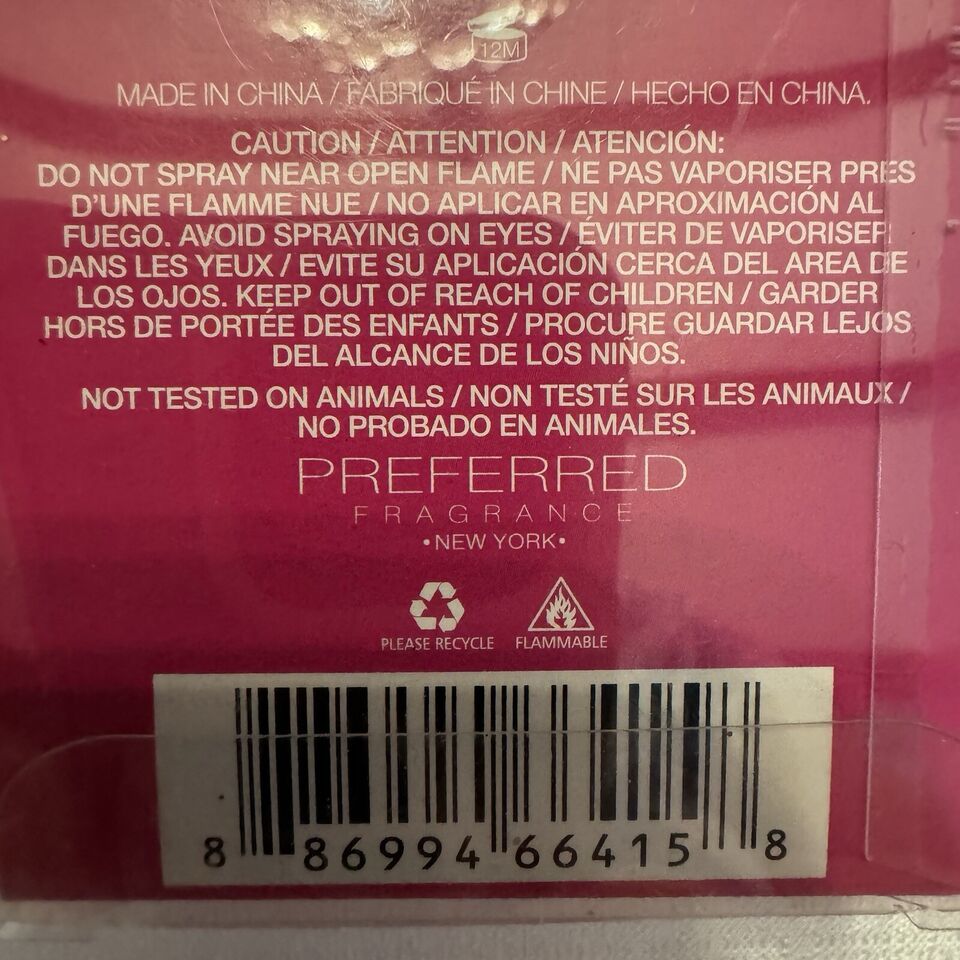 12M
MADE IN CHINA / FABRIQUÉ IN CHINE / HECHO EN CHINA.
CAUTION / ATTENTION / ATENCIÓN:
DO NOT SPRAY NEAR OPEN FLAME / NE PAS VAPORISER PRES
D'UNE FLAMME NUE / NO APLICAR EN APROXIMACIÓN AL
FUEGO. AVOID SPRAYING ON EYES / ÉVITER DE VAPORISER
DANS LES YEUX / EVITE SU APLICACIÓN CERCA DEL AREA DE
LOS OJOS. KEEP OUT OF REACH OF CHILDREN / GARDER
HORS DE PORTÉE DES ENFANTS / PROCURE GUARDAR LEJOS
DEL ALCANCE DE LOS NIÑOS.
NOT TESTED ON ANIMALS / NON TESTÉ SUR LES ANIMAUX /
NO PROBADO EN ANIMALES.
PREFERRED
FRAGRANCE
•NEW YORK•
PLEASE RECYCLE FLAMMABLE
8 86994 66415 8